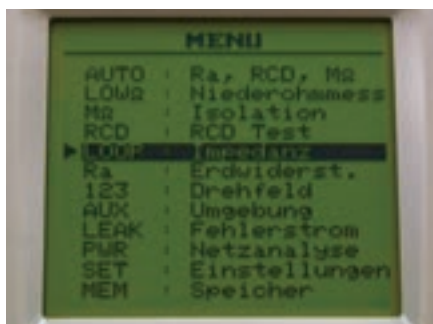 MENU
AUTO : Ra, RCD, MΩ
LOWΩ : Niederohmmess
MΩ : Isolation
RCD : RCD Test
LOOP : Impedanz
Ra : Erdwiderst.
123 : Drehfeld
AUX : Umgebung
LEAK : Fehlerstrom
PWR : Netzanalyse
SET : Einstellungen
MEM : Speicher